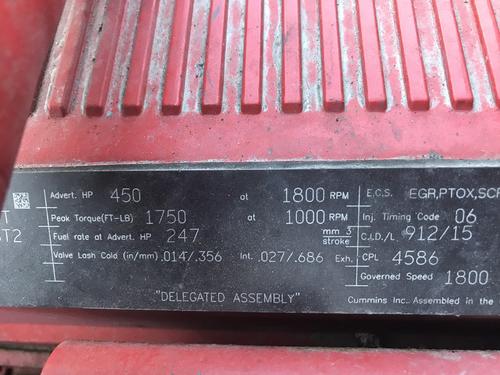 Advert. HP 450 at 1800 RPM E.C.S. EGR,PTOX,SCR
T Peak Torque(FT-LB) 1750 at 1000 RPM Inj. Timing Code 06
ST2 Fuel rate at Advert. HP 247 mm 3 stroke C.I.D./L 912/15
Valve Lash Cold (in/mm) .014/.356 Int. .027/.686 Exh. CPL 4586
Governed Speed 1800
"DELEGATED ASSEMBLY" Cummins Inc. Assembled in the